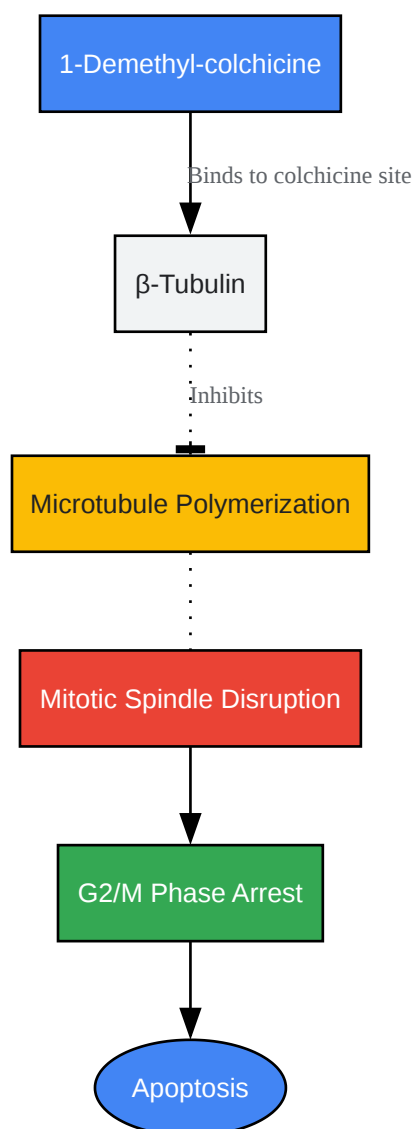 1-Demethyl-colchicine
Binds to colchicine site
β-Tubulin
Inhibits
Microtubule Polymerization
Mitotic Spindle Disruption
G2/M Phase Arrest
Apoptosis